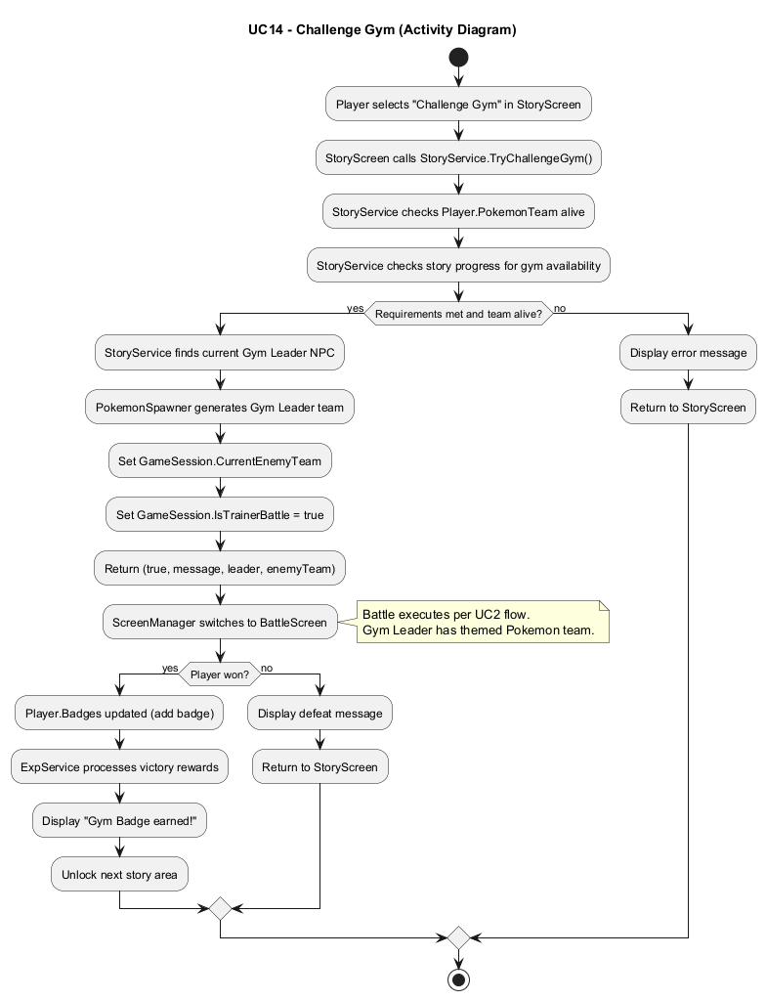 UC14 - Challenge Gym (Activity Diagram)
Player selects "Challenge Gym" in StoryScreen
StoryScreen calls StoryService.TryChallengeGym()
StoryService checks Player.PokemonTeam alive
StoryService checks story progress for gym availability
yes
Requirements met and team alive?
no
StoryService finds current Gym Leader NPC
PokemonSpawner generates Gym Leader team
Set GameSession.CurrentEnemyTeam
Set GameSession.IsTrainerBattle = true
Return (true, message, leader, enemyTeam)
ScreenManager switches to BattleScreen
Battle executes per UC2 flow.
Gym Leader has themed Pokemon team.
yes
Player won?
no
Player.Badges updated (add badge)
ExpService processes victory rewards
Display "Gym Badge earned!"
Unlock next story area
Display defeat message
Return to StoryScreen
Display error message
Return to StoryScreen